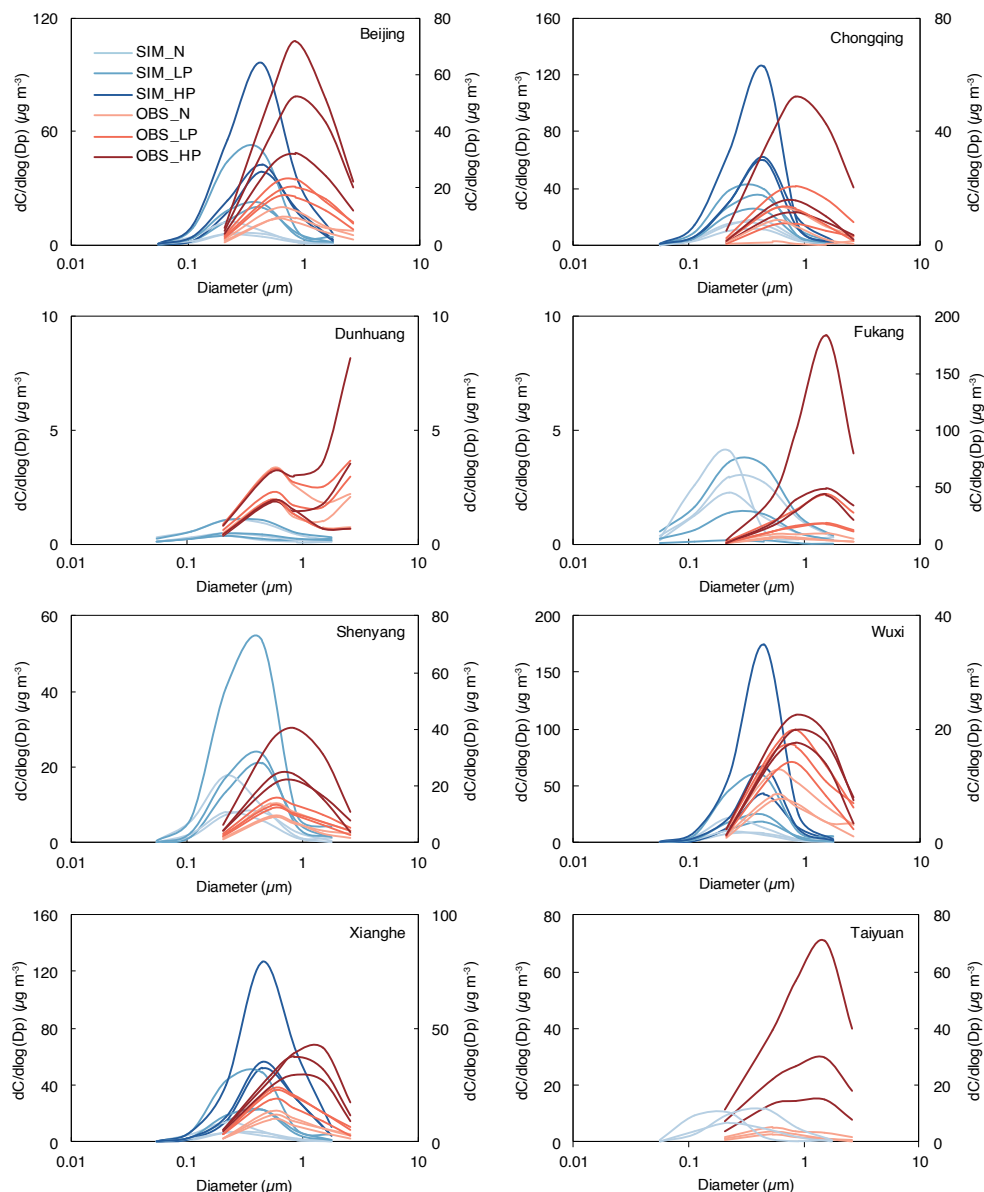 120
80
Beijing
SIM_N
SIM_LP
SIM_HP
OBS_N
OBS_LP
OBS_HP
60
40
90
30
60
20
0
0
0.01
0.1
1
10
dC/dlog(Dp) (µg m⁻³)
dC/dlog(Dp) (µg m⁻³)
Diameter (µm)
160
80
Chongqing
120
60
80
40
40
20
0
0
0.01
0.1
1
10
dC/dlog(Dp) (µg m⁻³)
dC/dlog(Dp) (µg m⁻³)
Diameter (µm)
10
10
Dunhuang
5
5
0
0
0.01
0.1
1
10
dC/dlog(Dp) (µg m⁻³)
dC/dlog(Dp) (µg m⁻³)
Diameter (µm)
10
200
Fukang
150
5
100
50
0
0
0.01
0.1
1
10
dC/dlog(Dp) (µg m⁻³)
dC/dlog(Dp) (µg m⁻³)
Diameter (µm)
60
80
Shenyang
60
40
40
20
20
0
0
0.01
0.1
1
10
dC/dlog(Dp) (µg m⁻³)
dC/dlog(Dp) (µg m⁻³)
Diameter (µm)
200
40
Wuxi
150
100
20
50
0
0
0.01
0.1
1
10
dC/dlog(Dp) (µg m⁻³)
dC/dlog(Dp) (µg m⁻³)
Diameter (µm)
160
100
Xianghe
120
80
50
40
0
0
0.01
0.1
1
10
dC/dlog(Dp) (µg m⁻³)
dC/dlog(Dp) (µg m⁻³)
Diameter (µm)
80
80
Taiyuan
60
60
40
40
20
20
0
0
0.01
0.1
1
10
dC/dlog(Dp) (µg m⁻³)
dC/dlog(Dp) (µg m⁻³)
Diameter (µm)